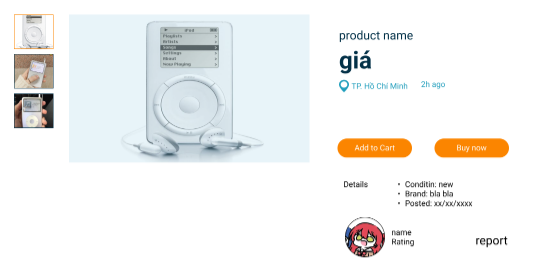 iPod
Playlists
Artists
Songs
Settings
About
Now Playing
product name
giá
TP. Hồ Chí Minh
2h ago
Add to Cart
Buy now
Details
• Conditin: new
• Brand: bla bla
• Posted: xx/xx/xxxx
name
Rating
report